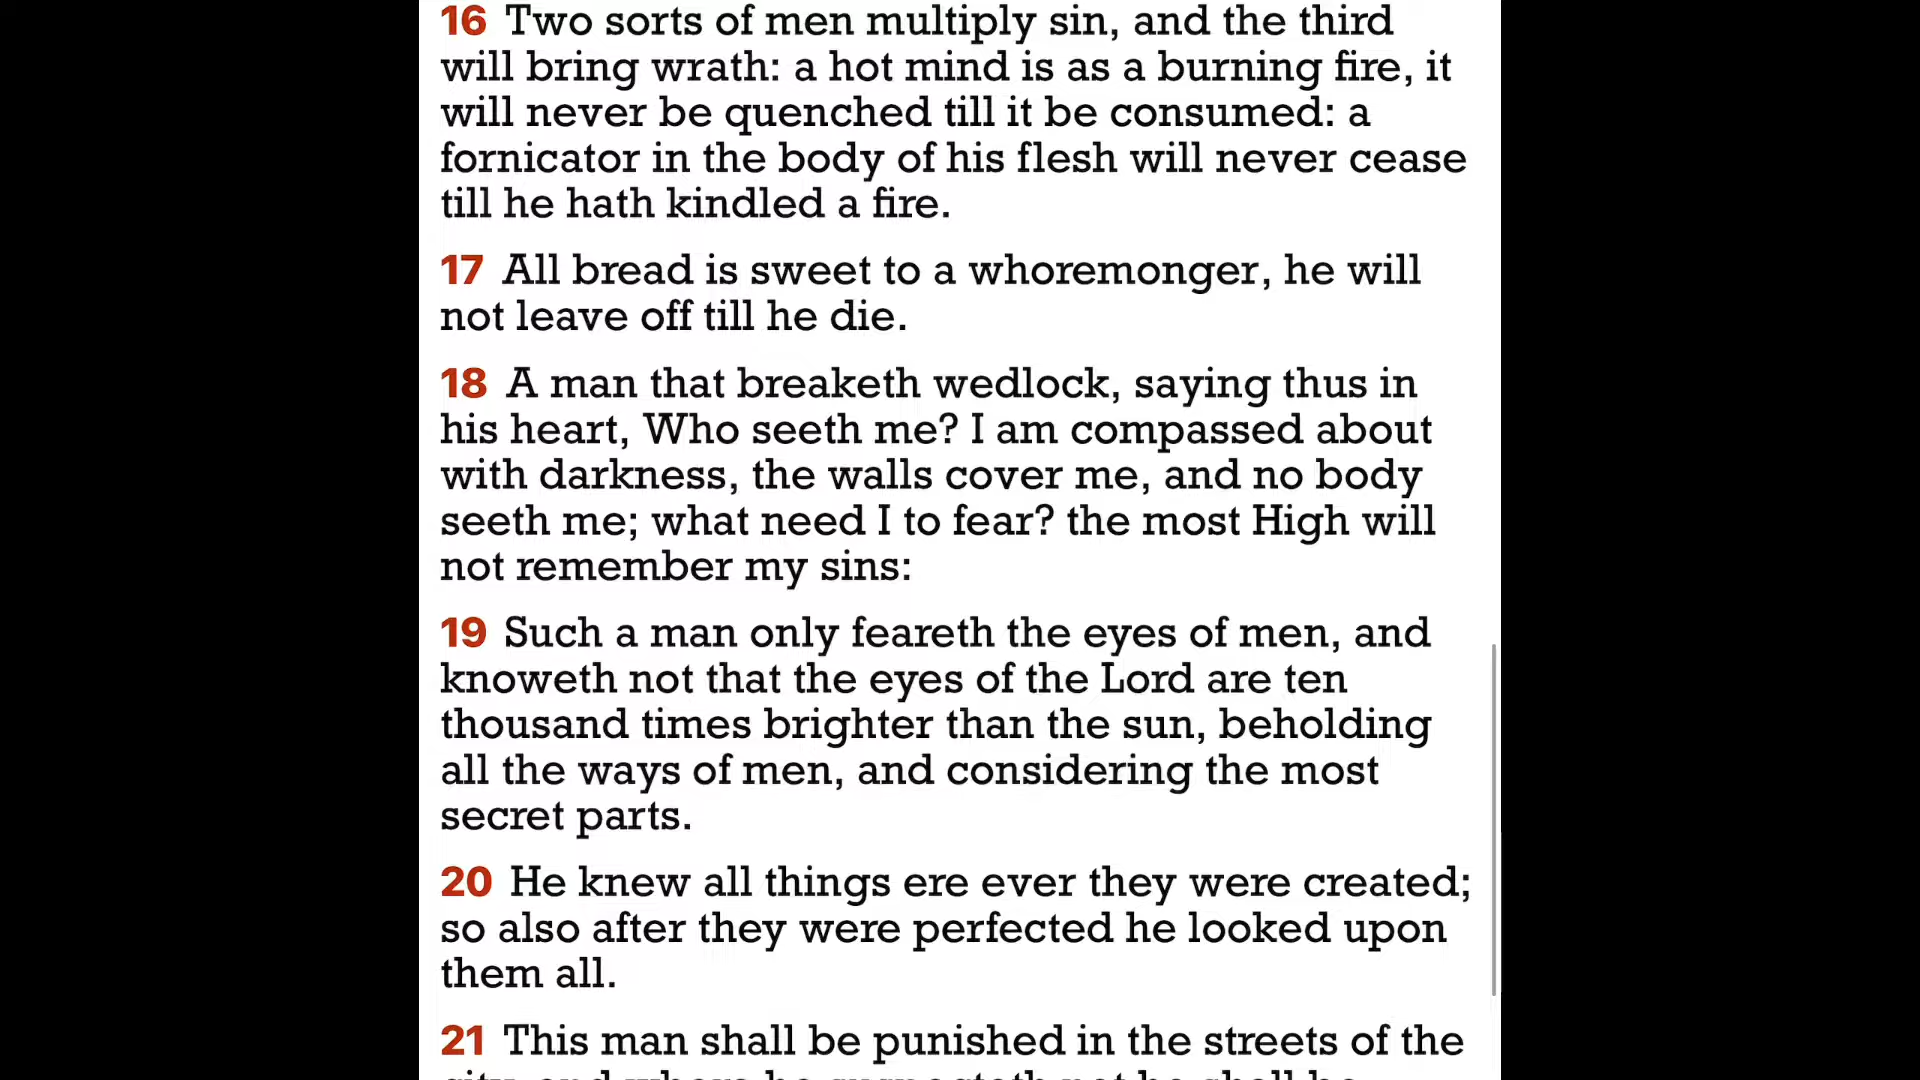 16 Two sorts of men multiply sin, and the third
will bring wrath: a hot mind is as a burning fire, it
will never be quenched till it be consumed: a
fornicator in the body of his flesh will never cease
till he hath kindled a fire.
17 All bread is sweet to a whoremonger, he will
not leave off till he die.
18 A man that breaketh wedlock, saying thus in
his heart, Who seeth me? I am compassed about
with darkness, the walls cover me, and no body
seeth me; what need I to fear? the most High will
not remember my sins:
19 Such a man only feareth the eyes of men, and
knoweth not that the eyes of the Lord are ten
thousand times brighter than the sun, beholding
all the ways of men, and considering the most
secret parts.
20 He knew all things ere ever they were created;
so also after they were perfected he looked upon
them all.
21 This man shall be punished in the streets of the